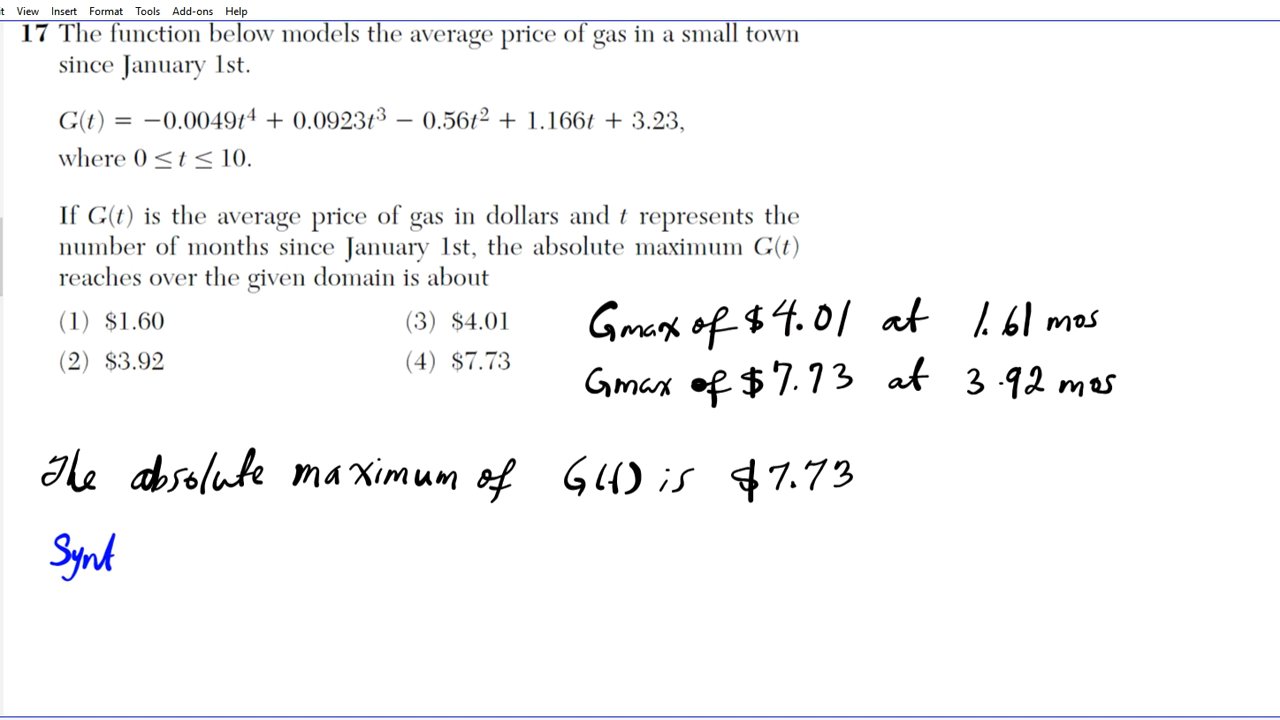 t View Insert Format Tools Add-ons Help
17 The function below models the average price of gas in a small town
since January 1st.
G(t) = −0.0049t⁴ + 0.0923t³ − 0.56t² + 1.166t + 3.23,
where 0 ≤ t ≤ 10.
If G(t) is the average price of gas in dollars and t represents the
number of months since January 1st, the absolute maximum G(t)
reaches over the given domain is about
(1) $1.60 (3) $4.01
(2) $3.92 (4) $7.73
Gmax of $4.01 at 1.61 mos
Gmax of $7.73 at 3.92 mos
The absolute maximum of G(t) is $7.73
Synt